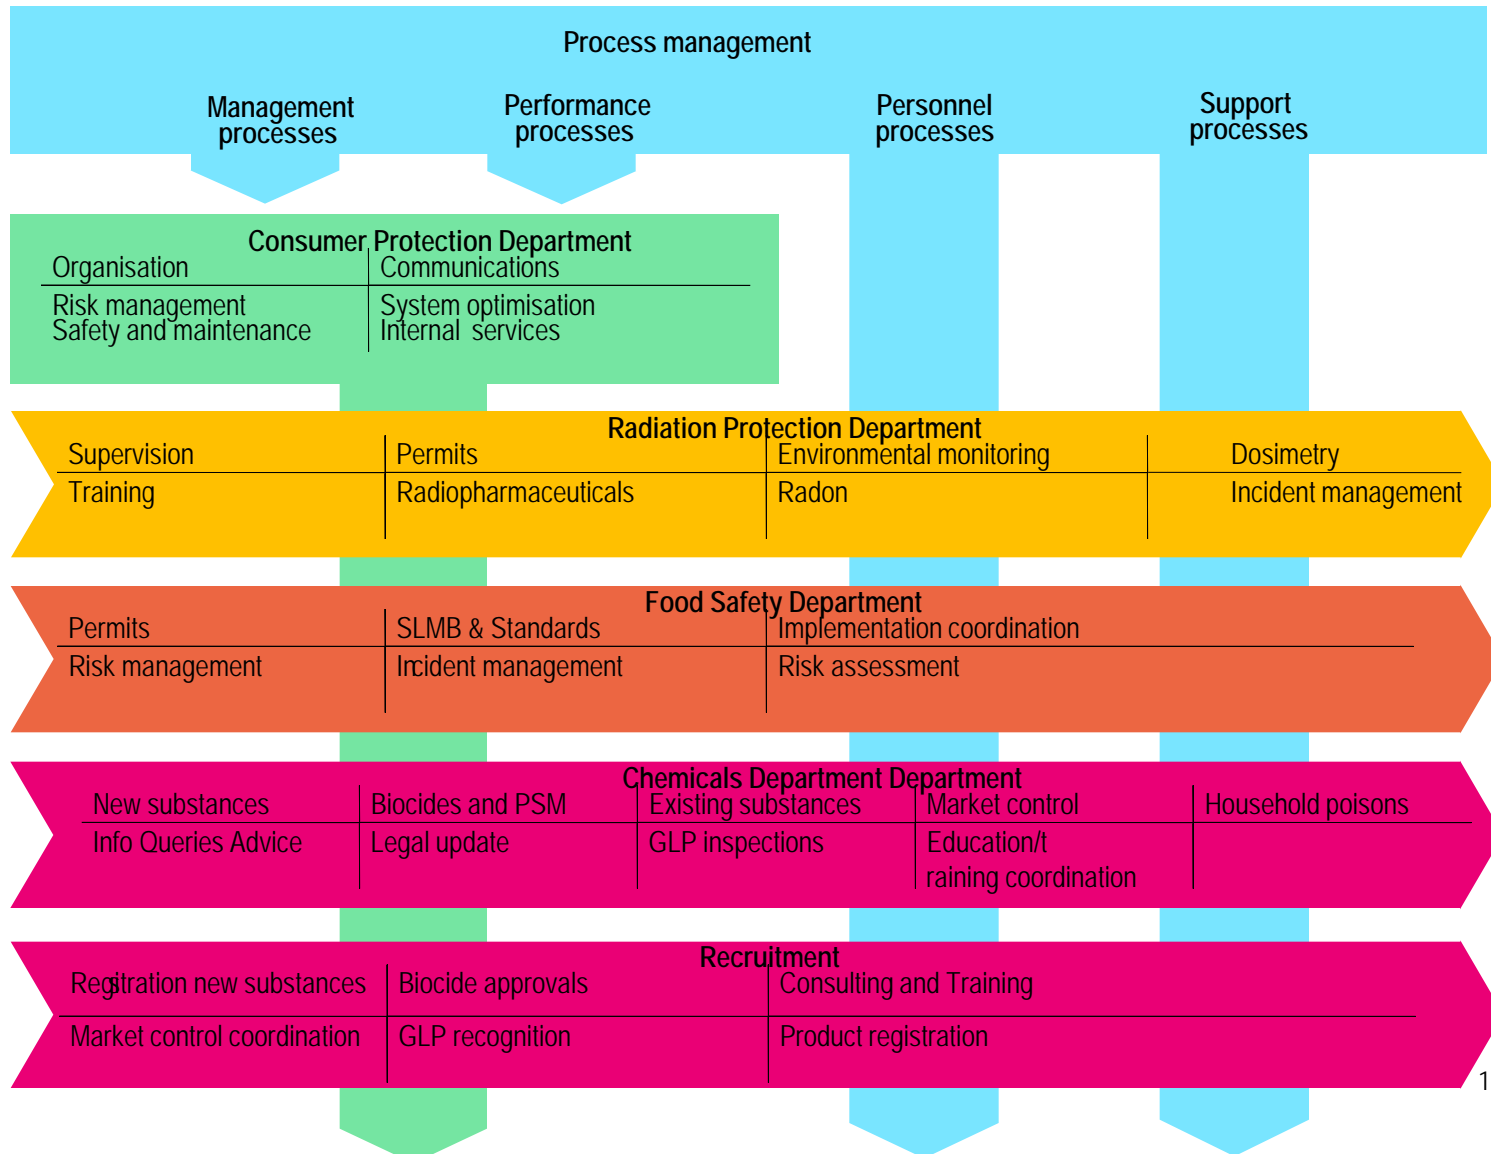 Process management
Management
processes
Performance
processes
Personnel
processes
Support
processes
Consumer Protection Department
Organisation
Communications
Risk management
Safety and maintenance
System optimisation
Internal services
Radiation Protection Department
Supervision
Permits
Environmental monitoring
Dosimetry
Training
Radiopharmaceuticals
Radon
Incident management
Food Safety Department
Permits
SLMB & Standards
Implementation coordination
Risk management
Incident management
Risk assessment
Chemicals Department Department
New substances
Biocides and PSM
Existing substances
Market control
Household poisons
Info Queries Advice
Legal update
GLP inspections
Education/t
raining coordination
Recruitment
Registration new substances
Biocide approvals
Consulting and Training
Market control coordination
GLP recognition
Product registration
1